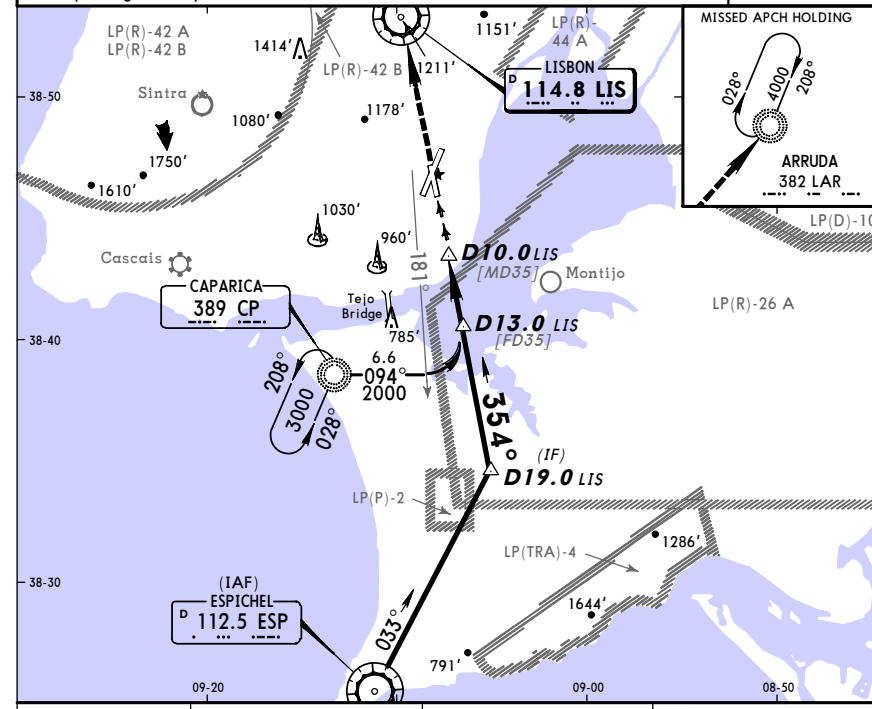 LP(R)-42 A
LP(R)-42 B
1414'
LP(R)-42 B
1211'
1151'
LP(R)-
44 A
MISSED APCH HOLDING
028°
4000
208°
ARRUDA
382 LAR
LISBON
D 114.8 LIS
38-50
Sintra
1080'
1178'
1750'
1610'
1030'
960'
181°
D10.0 LIS
[MD35]
Montijo
LP(D)-10
LP(R)-26 A
Cascais
CAPARICA
389 CP
Tejo
Bridge
785'
38-40
D13.0 LIS
[FD35]
208°
3000
028°
6.6
094°
2000
354°
(IF)
D19.0 LIS
LP(P)-2
LP(TRA)-4
1286'
38-30
(IAF)
ESPICHEL
D 112.5 ESP
033°
1644'
791'
09-20
09-00
08-50